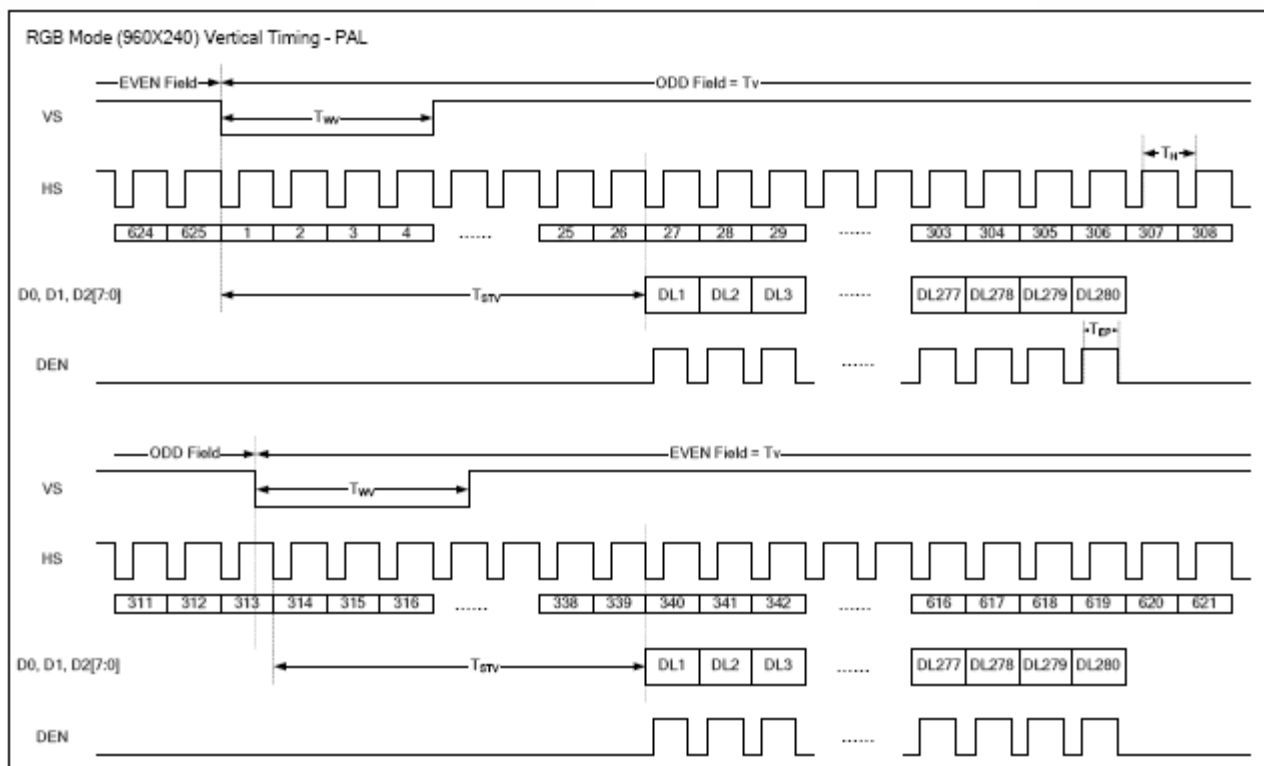 RGB Mode (960X240) Vertical Timing - PAL
EVEN Field ODD Field = Tv
VS TWV
HS TH
624 625 1 2 3 4 ...... 25 26 27 28 29 ...... 303 304 305 306 307 308
D0, D1, D2[7:0] TSTV DL1 DL2 DL3 ...... DL277 DL278 DL279 DL280
TEP
DEN ......
ODD Field EVEN Field = Tv
VS TWV
HS
311 312 313 314 315 316 ...... 338 339 340 341 342 ...... 616 617 618 619 620 621
D0, D1, D2[7:0] TSTV DL1 DL2 DL3 ...... DL277 DL278 DL279 DL280
DEN ......